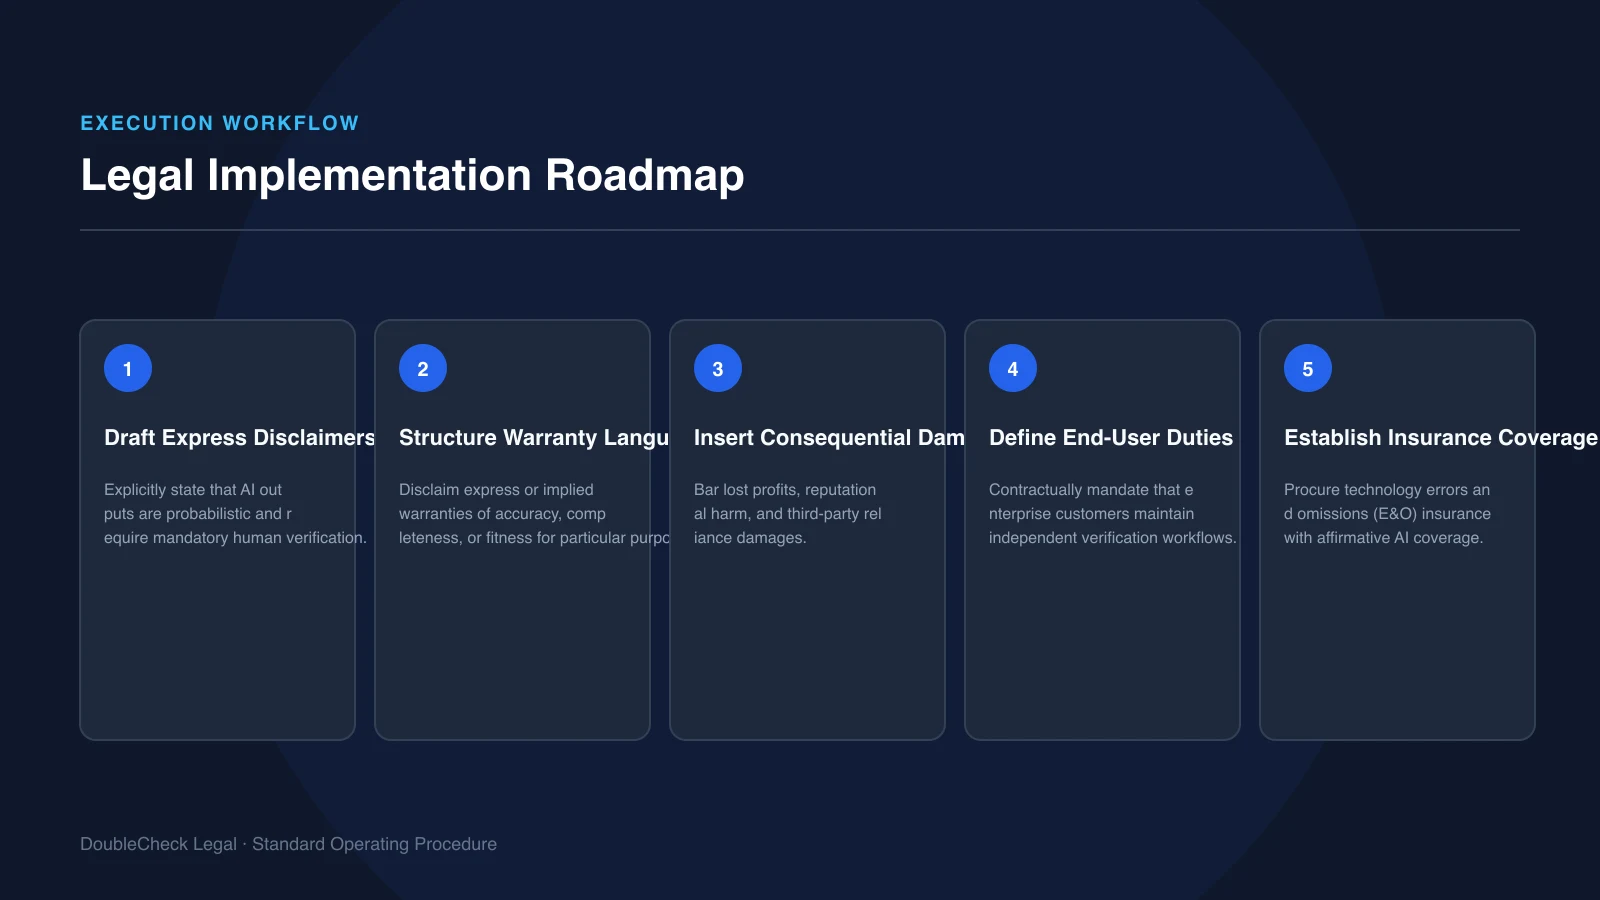 EXECUTION WORKFLOW
Legal Implementation Roadmap
1
Draft Express Disclaimers
Explicitly state that AI out
puts are probabilistic and r
equire mandatory human verification.
2
Structure Warranty Langu
Disclaim express or implied
warranties of accuracy, comp
leteness, or fitness for particular purpo
3
Insert Consequential Dam
Bar lost profits, reputation
al harm, and third-party rel
iance damages.
4
Define End-User Duties
Contractually mandate that e
nterprise customers maintain
independent verification workflows.
5
Establish Insurance Coverage
Procure technology errors an
d omissions (E&O) insurance
with affirmative AI coverage.
DoubleCheck Legal · Standard Operating Procedure